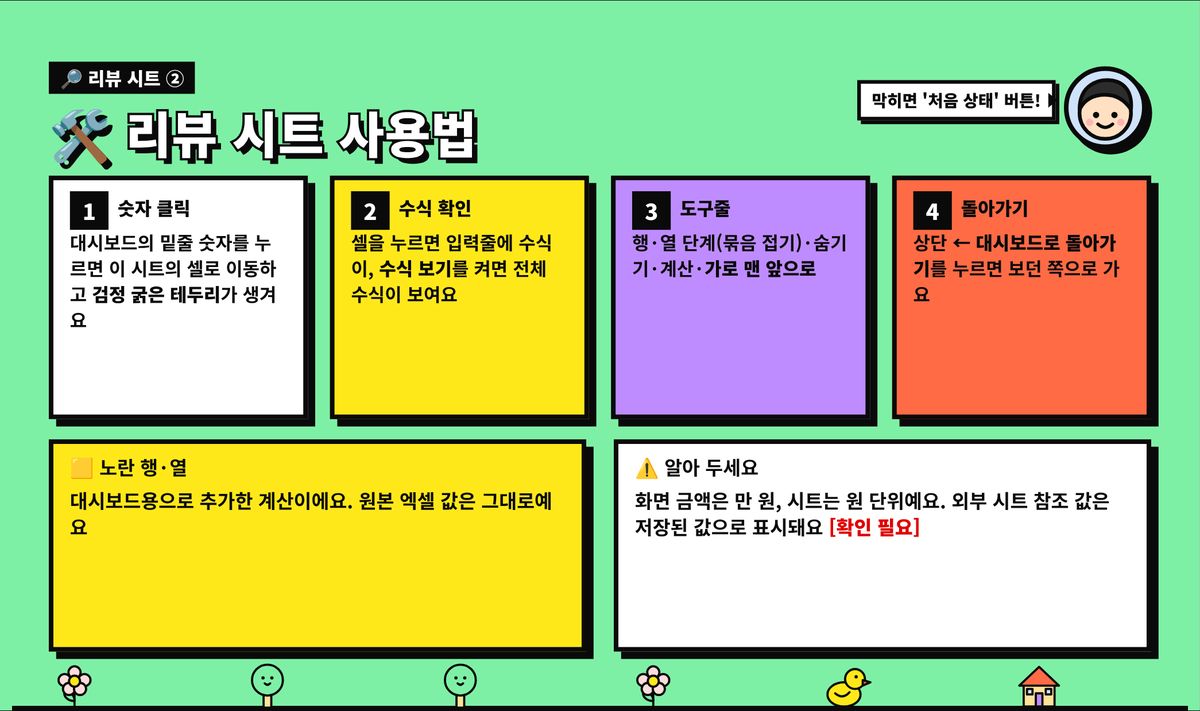 🔎 리뷰 시트 ②
막히면 '처음 상태' 버튼!
🛠️ 리뷰 시트 사용법
1 숫자 클릭
대시보드의 밑줄 숫자를 누
르면 이 시트의 셀로 이동하
고 검정 굵은 테두리가 생겨
요
2 수식 확인
셀을 누르면 입력줄에 수식
이, 수식 보기를 켜면 전체
수식이 보여요
3 도구줄
행·열 단계(묶음 접기)·숨기
기·계산·가로 맨 앞으로
4 돌아가기
상단 ← 대시보드로 돌아가
기를 누르면 보던 쪽으로 가
요
🟨 노란 행·열
대시보드용으로 추가한 계산이에요. 원본 엑셀 값은 그대로예
요
⚠️ 알아 두세요
화면 금액은 만 원, 시트는 원 단위예요. 외부 시트 참조 값은
저장된 값으로 표시돼요 [확인 필요]